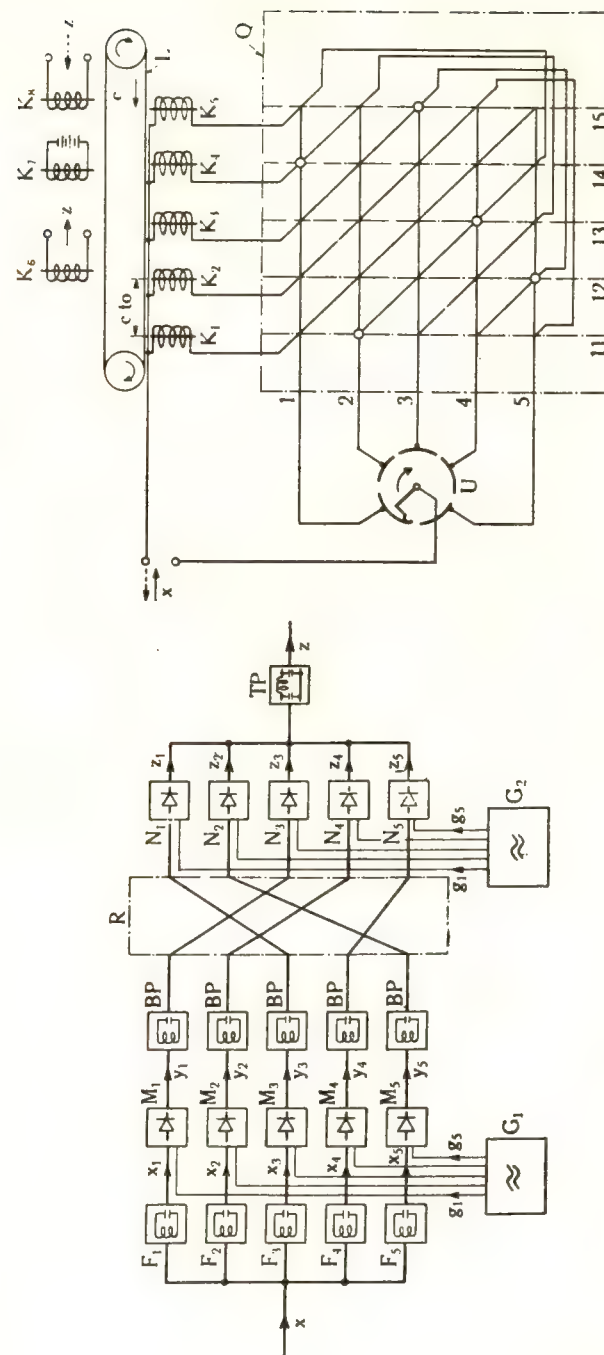 x
F₁
F₂
F₃
F₄
F₅
x₁
x₂
x₃
x₄
x₅
M₁
M₂
M₃
M₄
M₅
y₁
y₂
y₃
y₄
y₅
BP
BP
BP
BP
BP
R
N₁
N₂
N₃
N₄
N₅
z₁
z₂
z₃
z₄
z₅
TP
z
g₁
g₅
G₁
g₁
g₅
G₂
K₆
z
K₇
K₈
z
c
L
x
c to
K₁
K₂
K₃
K₄
K₅
Q
1
2
3
4
5
U
11
12
13
14
15